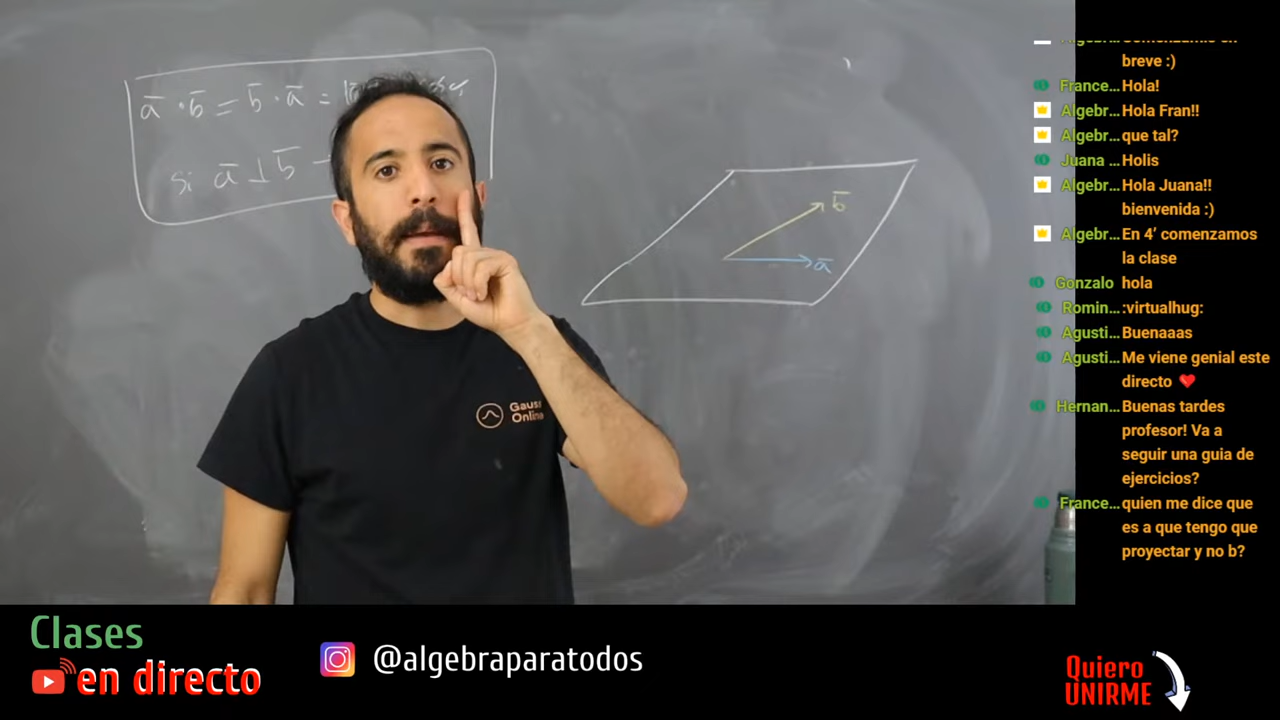 ā · b̄ = b̄ · ā =
si ā ⊥ b̄
b̄
ā
Gauss
Online
breve :)
France... Hola!
Algebr... Hola Fran!!
Algebr... que tal?
Juana ... Holis
Algebr... Hola Juana!!
bienvenida :)
Algebr... En 4’ comenzamos
la clase
Gonzalo hola
Romin... :virtualhug:
Agusti... Buenaaas
Agusti... Me viene genial este
directo ❤
Hernan... Buenas tardes
profesor! Va a
seguir una guia de
ejercicios?
France... quien me dice que
es a que tengo que
proyectar y no b?
Clases
en directo
@algebraparatodos
Quiero
UNIRME